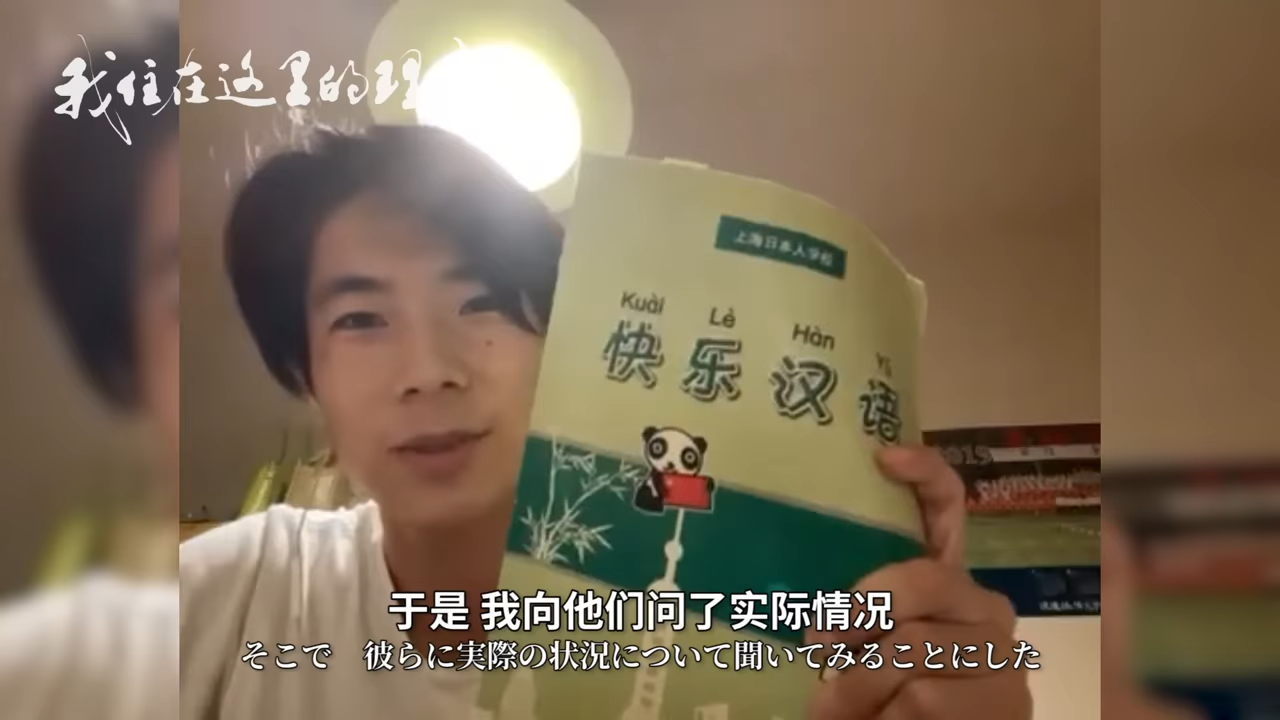 我住在这里的理
上海日本人学校
Kuài Lè Hàn Yǔ
快乐汉语
2015
于是 我向他们问了实际情况
そこで 彼らに実際の状況について聞いてみることにした